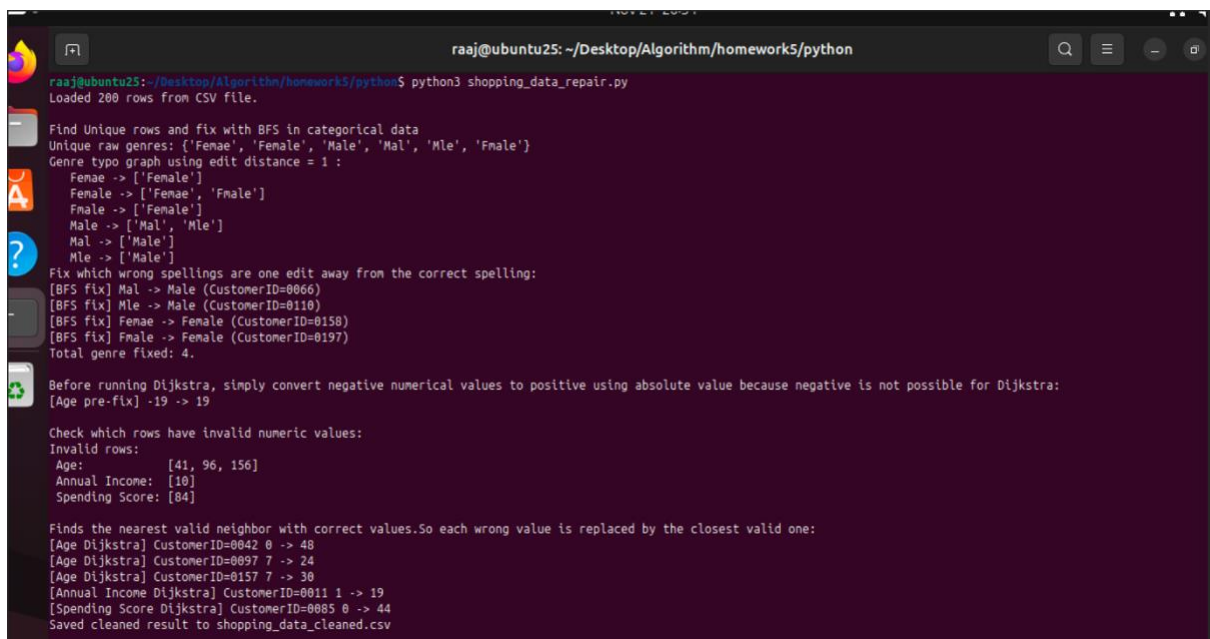 raaj@ubuntu25: ~/Desktop/Algorithm/homework5/python
raaj@ubuntu25:~/Desktop/Algorithm/homework5/python$ python3 shopping_data_repair.py
Loaded 200 rows from CSV file.
Find Unique rows and fix with BFS in categorical data
Unique raw genres: {'Femae', 'Female', 'Male', 'Mal', 'Mle', 'Fmale'}
Genre typo graph using edit distance = 1 :
Femae -> ['Female']
Female -> ['Femae', 'Fmale']
Fmale -> ['Female']
Male -> ['Mal', 'Mle']
Mal -> ['Male']
Mle -> ['Male']
Fix which wrong spellings are one edit away from the correct spelling:
[BFS fix] Mal -> Male (CustomerID=0066)
[BFS fix] Mle -> Male (CustomerID=0110)
[BFS fix] Femae -> Female (CustomerID=0158)
[BFS fix] Fmale -> Female (CustomerID=0197)
Total genre fixed: 4.
Before running Dijkstra, simply convert negative numerical values to positive using absolute value because negative is not possible for Dijkstra:
[Age pre-fix] -19 -> 19
Check which rows have invalid numeric values:
Invalid rows:
Age: [41, 96, 156]
Annual Income: [10]
Spending Score: [84]
Finds the nearest valid neighbor with correct values.So each wrong value is replaced by the closest valid one:
[Age Dijkstra] CustomerID=0042 0 -> 48
[Age Dijkstra] CustomerID=0097 7 -> 24
[Age Dijkstra] CustomerID=0157 7 -> 30
[Annual Income Dijkstra] CustomerID=0011 1 -> 19
[Spending Score Dijkstra] CustomerID=0085 0 -> 44
Saved cleaned result to shopping_data_cleaned.csv